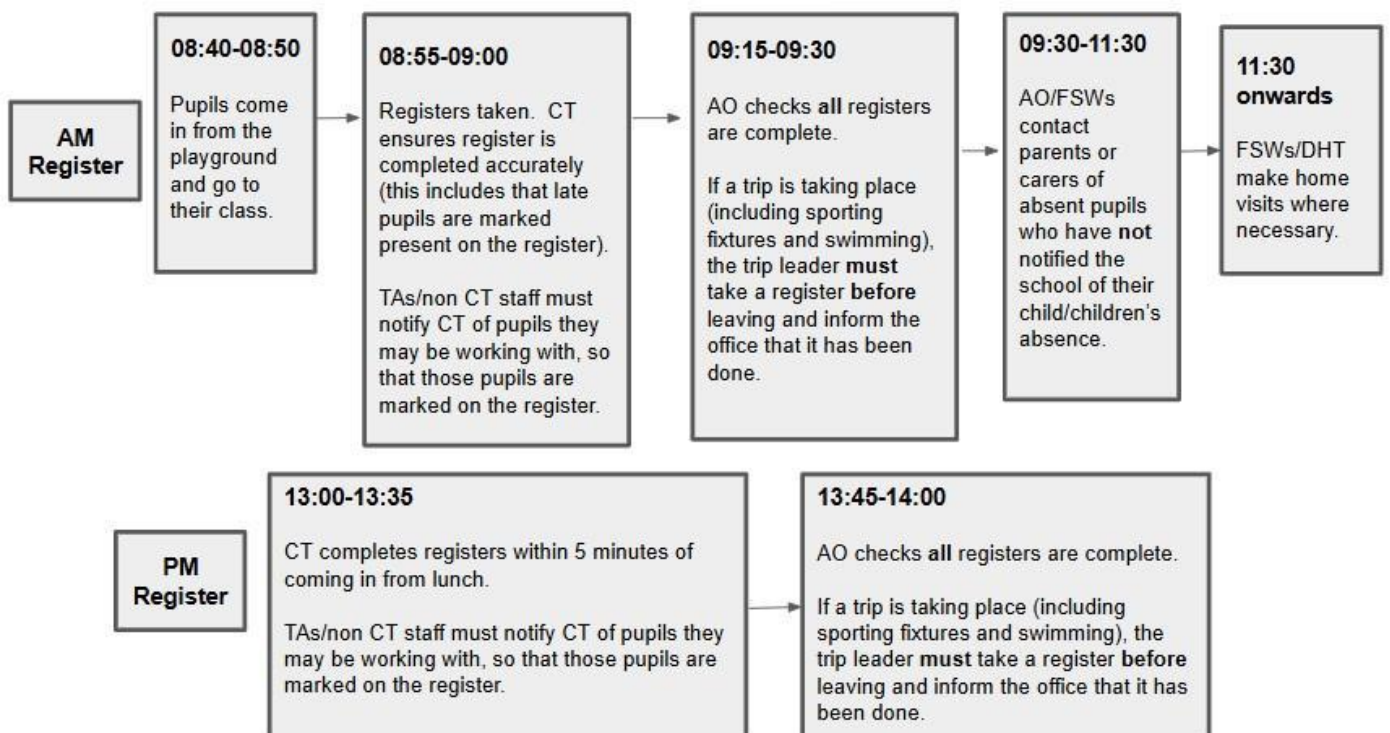 AM
Register
08:40-08:50
Pupils come
in from the
playground
and go to
their class.
08:55-09:00
Registers taken. CT
ensures register is
completed accurately
(this includes that late
pupils are marked
present on the register).
TAs/non CT staff must
notify CT of pupils they
may be working with, so
that those pupils are
marked on the register.
09:15-09:30
AO checks all registers
are complete.
If a trip is taking place
(including sporting
fixtures and swimming),
the trip leader must
take a register before
leaving and inform the
office that it has been
done.
09:30-11:30
AO/FSWs
contact
parents or
carers of
absent pupils
who have not
notified the
school of their
child/children's
absence.
11:30
onwards
FSWs/DHT
make home
visits where
necessary.
PM
Register
13:00-13:35
CT completes registers within 5 minutes of
coming in from lunch.
TAs/non CT staff must notify CT of pupils they
may be working with, so that those pupils are
marked on the register.
13:45-14:00
AO checks all registers are complete.
If a trip is taking place (including
sporting fixtures and swimming), the
trip leader must take a register before
leaving and inform the office that it has
been done.